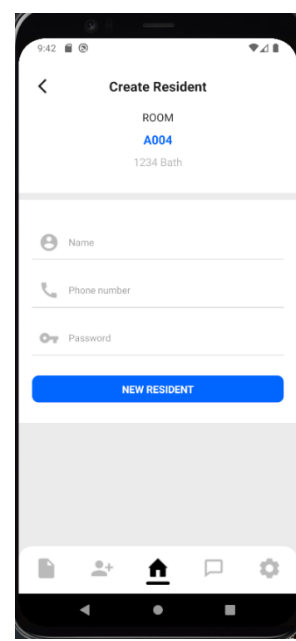 9:42
Create Resident
ROOM
A004
1234 Bath
Name
Phone number
Password
NEW RESIDENT